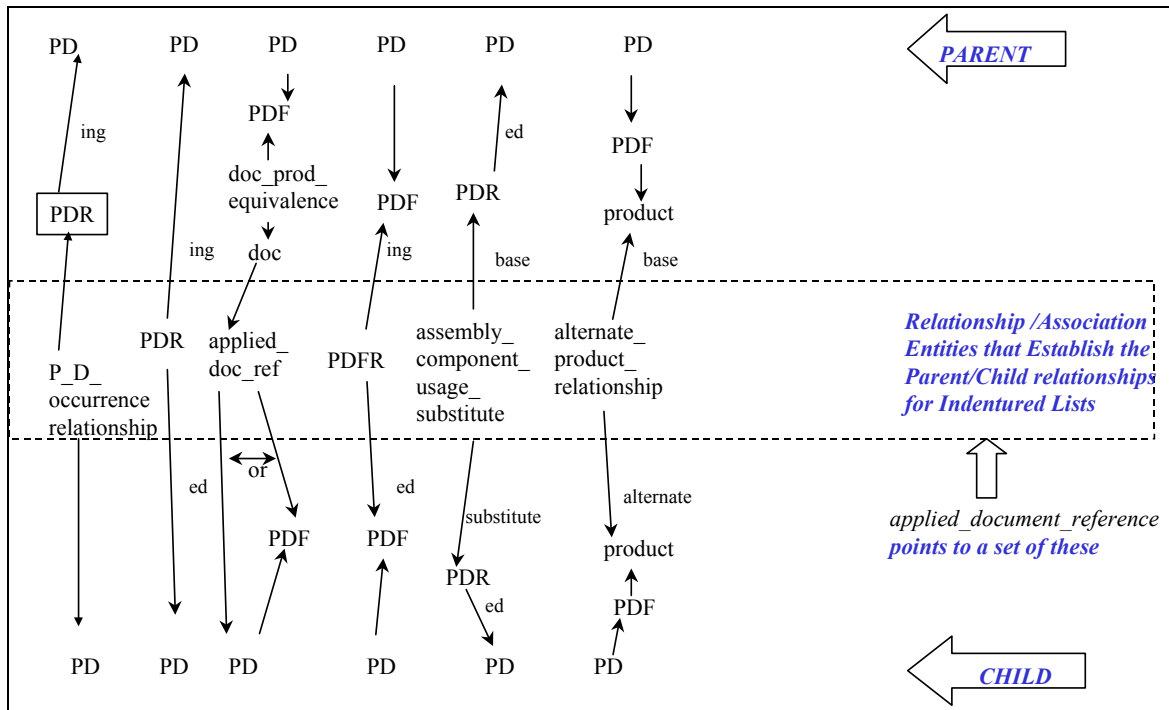 PD PD PD PD PD PD
PARENT
PDF
ing
ed
PDF
doc_prod_
equivalence
PDR
PDF
PDR
product
ing
doc
ing
base
base
PDR
applied_
doc_ref
PDFR
assembly_
component_
usage_
substitute
alternate_
product_
relationship
P_D_
occurrence
relationship
Relationship /Association
Entities that Establish the
Parent/Child relationships
for Indentured Lists
or
ed
ed
substitute
alternate
applied_document_reference
points to a set of these
PDF
PDF
product
PDR
ed
PDF
PD PD PD PD PD PD
CHILD